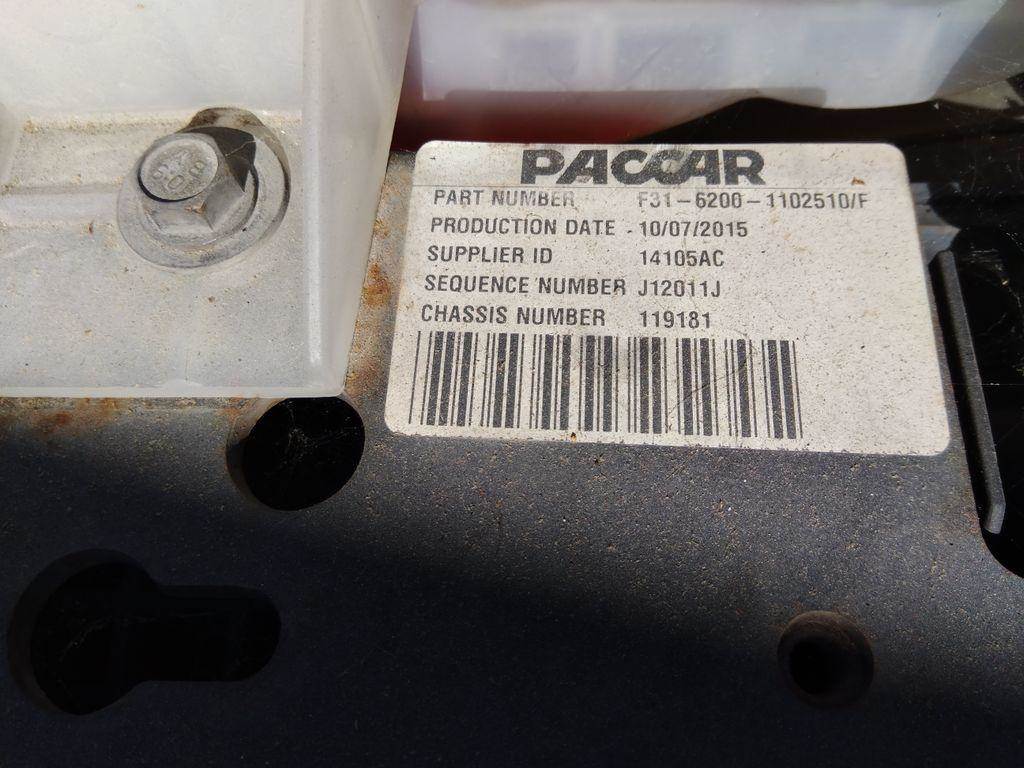 PACCAR
PART NUMBER F31-6200-1102510/F
PRODUCTION DATE - 10/07/2015
SUPPLIER ID 14105AC
SEQUENCE NUMBER J12011J
CHASSIS NUMBER 119181